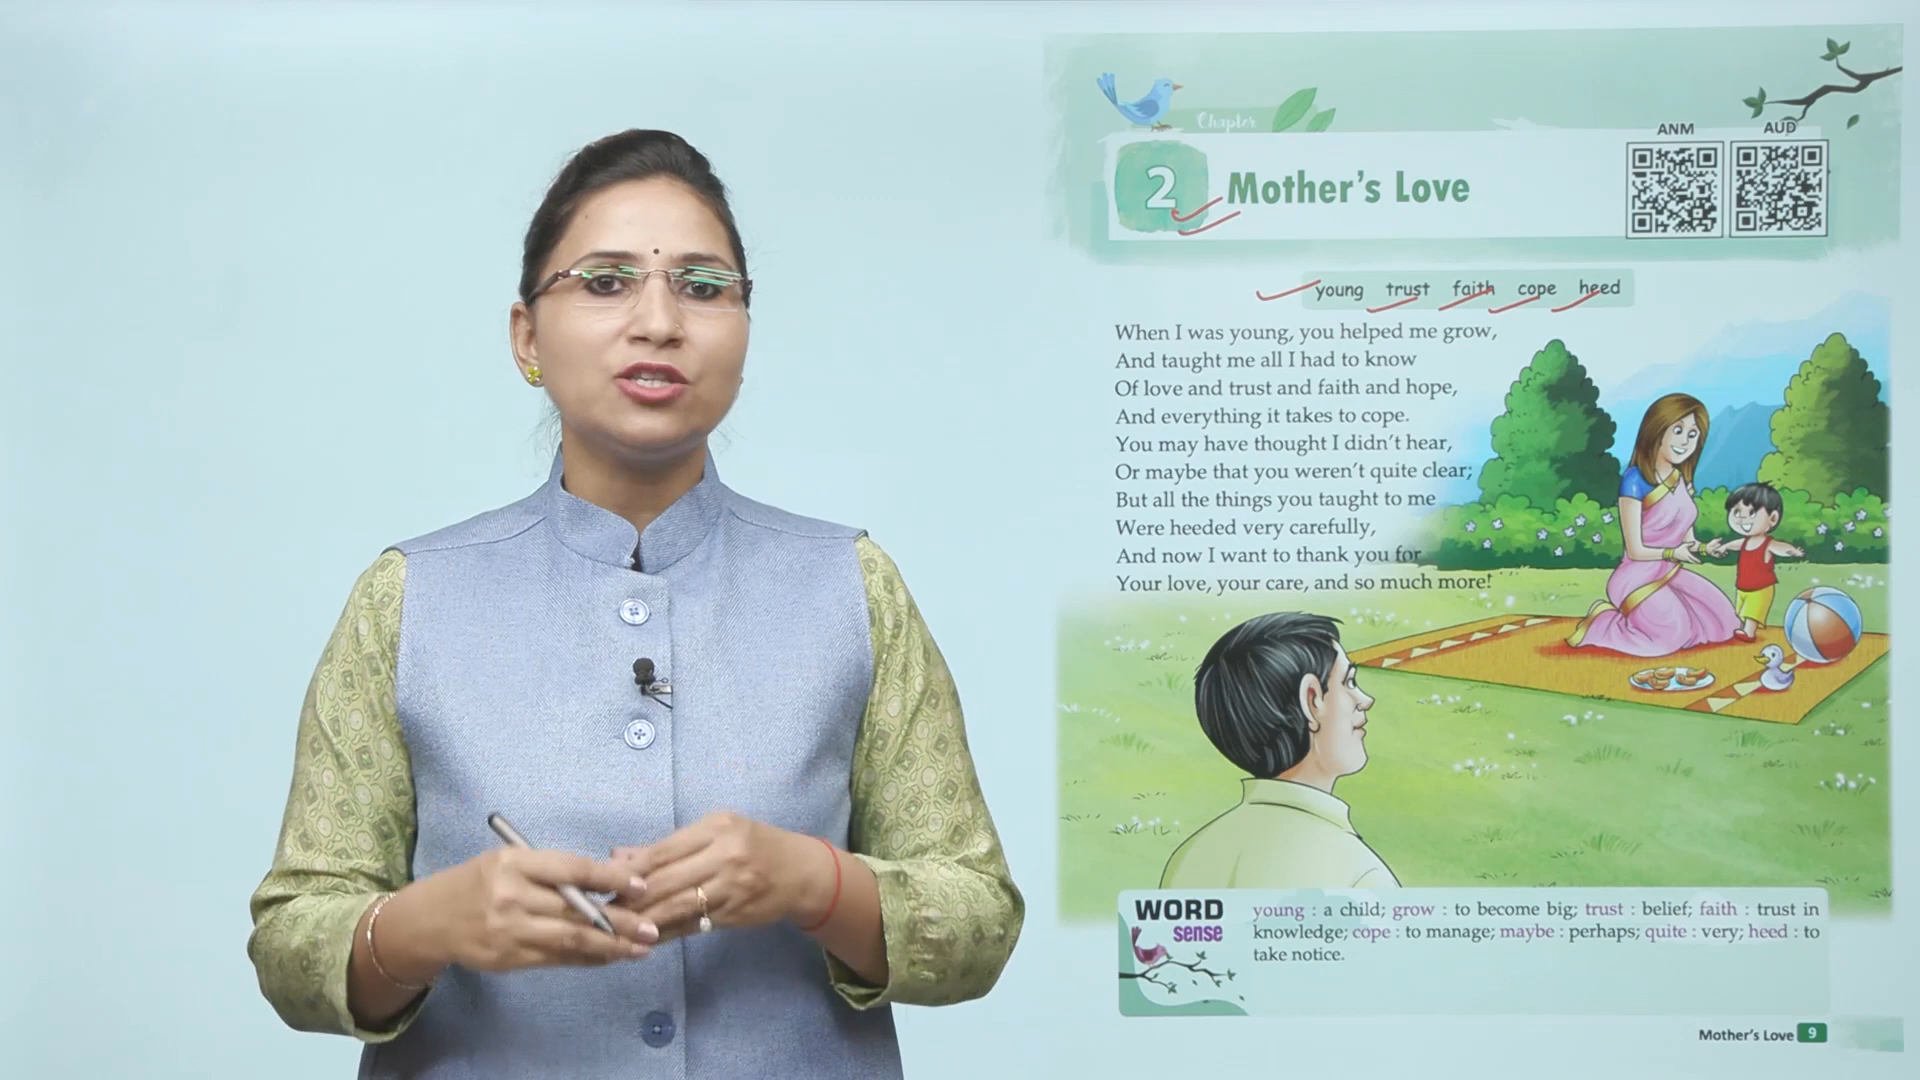 Chapter
2 Mother's Love
ANM AUD
young trust faith cope heed
When I was young, you helped me grow,
And taught me all I had to know
Of love and trust and faith and hope,
And everything it takes to cope.
You may have thought I didn't hear,
Or maybe that you weren't quite clear;
But all the things you taught to me
Were heeded very carefully,
And now I want to thank you for
Your love, your care, and so much more!
WORD
sense
young : a child; grow : to become big; trust : belief; faith : trust in
knowledge; cope : to manage; maybe : perhaps; quite : very; heed : to
take notice.
Mother's Love 9